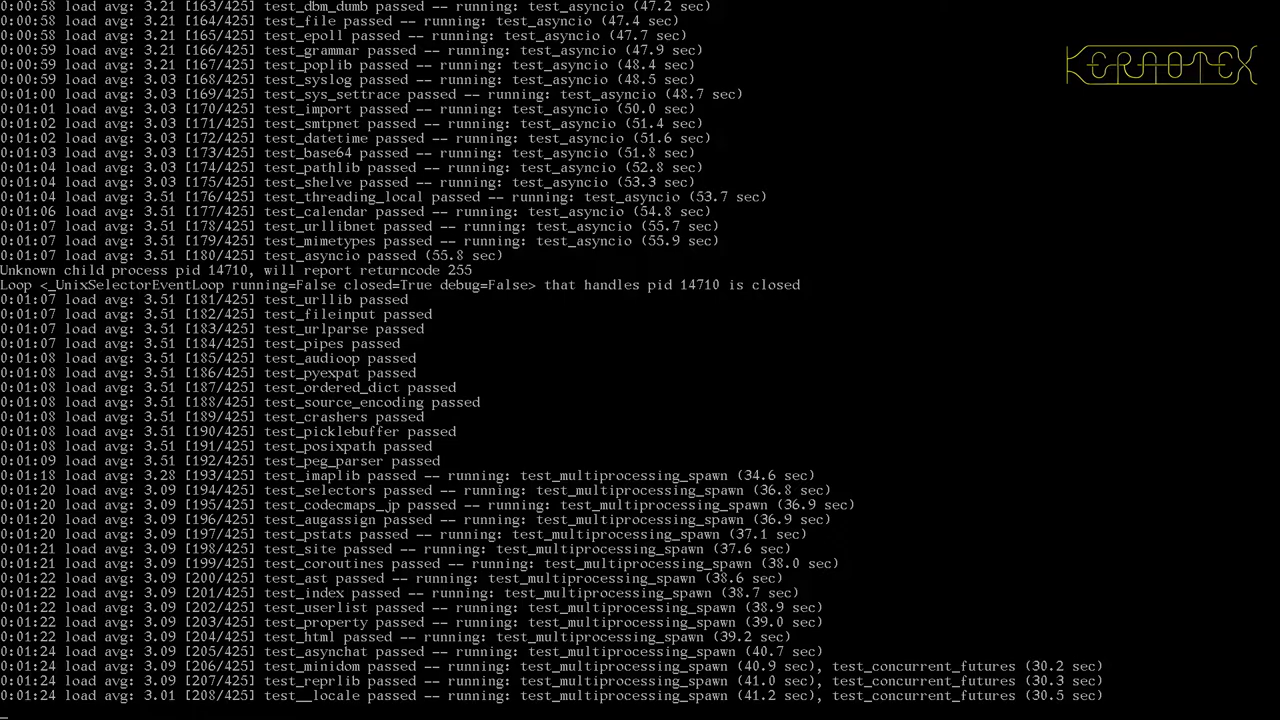 0:00:58 load avg: 3.21 [163/425] test_dbm_dumb passed -- running: test_asyncio (47.2 sec)
0:00:58 load avg: 3.21 [164/425] test_file passed -- running: test_asyncio (47.4 sec)
0:00:58 load avg: 3.21 [165/425] test_epoll passed -- running: test_asyncio (47.7 sec)
0:00:59 load avg: 3.21 [166/425] test_grammar passed -- running: test_asyncio (47.9 sec)
0:00:59 load avg: 3.21 [167/425] test_poplib passed -- running: test_asyncio (48.4 sec)
0:00:59 load avg: 3.03 [168/425] test_syslog passed -- running: test_asyncio (48.5 sec)
0:01:00 load avg: 3.03 [169/425] test_sys_settrace passed -- running: test_asyncio (48.7 sec)
0:01:01 load avg: 3.03 [170/425] test_import passed -- running: test_asyncio (50.0 sec)
0:01:02 load avg: 3.03 [171/425] test_smtpnet passed -- running: test_asyncio (51.4 sec)
0:01:02 load avg: 3.03 [172/425] test_datetime passed -- running: test_asyncio (51.6 sec)
0:01:03 load avg: 3.03 [173/425] test_base64 passed -- running: test_asyncio (51.8 sec)
0:01:04 load avg: 3.03 [174/425] test_pathlib passed -- running: test_asyncio (52.8 sec)
0:01:04 load avg: 3.03 [175/425] test_shelve passed -- running: test_asyncio (53.3 sec)
0:01:04 load avg: 3.51 [176/425] test_threading_local passed -- running: test_asyncio (53.7 sec)
0:01:06 load avg: 3.51 [177/425] test_calendar passed -- running: test_asyncio (54.8 sec)
0:01:07 load avg: 3.51 [178/425] test_urllibnet passed -- running: test_asyncio (55.7 sec)
0:01:07 load avg: 3.51 [179/425] test_mimetypes passed -- running: test_asyncio (55.9 sec)
0:01:07 load avg: 3.51 [180/425] test_asyncio passed (55.8 sec)
Unknown child process pid 14710, will report returncode 255
Loop <_UnixSelectorEventLoop running=False closed=True debug=False> that handles pid 14710 is closed
0:01:07 load avg: 3.51 [181/425] test_urllib passed
0:01:07 load avg: 3.51 [182/425] test_fileinput passed
0:01:07 load avg: 3.51 [183/425] test_urlparse passed
0:01:07 load avg: 3.51 [184/425] test_pipes passed
0:01:08 load avg: 3.51 [185/425] test_audioop passed
0:01:08 load avg: 3.51 [186/425] test_pyexpat passed
0:01:08 load avg: 3.51 [187/425] test_ordered_dict passed
0:01:08 load avg: 3.51 [188/425] test_source_encoding passed
0:01:08 load avg: 3.51 [189/425] test_crashers passed
0:01:08 load avg: 3.51 [190/425] test_picklebuffer passed
0:01:08 load avg: 3.51 [191/425] test_posixpath passed
0:01:09 load avg: 3.51 [192/425] test_peg_parser passed
0:01:18 load avg: 3.28 [193/425] test_imaplib passed -- running: test_multiprocessing_spawn (34.6 sec)
0:01:20 load avg: 3.09 [194/425] test_selectors passed -- running: test_multiprocessing_spawn (36.8 sec)
0:01:20 load avg: 3.09 [195/425] test_codecmaps_jp passed -- running: test_multiprocessing_spawn (36.9 sec)
0:01:20 load avg: 3.09 [196/425] test_augassign passed -- running: test_multiprocessing_spawn (36.9 sec)
0:01:20 load avg: 3.09 [197/425] test_pstats passed -- running: test_multiprocessing_spawn (37.1 sec)
0:01:21 load avg: 3.09 [198/425] test_site passed -- running: test_multiprocessing_spawn (37.6 sec)
0:01:21 load avg: 3.09 [199/425] test_coroutines passed -- running: test_multiprocessing_spawn (38.0 sec)
0:01:22 load avg: 3.09 [200/425] test_ast passed -- running: test_multiprocessing_spawn (38.6 sec)
0:01:22 load avg: 3.09 [201/425] test_index passed -- running: test_multiprocessing_spawn (38.7 sec)
0:01:22 load avg: 3.09 [202/425] test_userlist passed -- running: test_multiprocessing_spawn (38.9 sec)
0:01:22 load avg: 3.09 [203/425] test_property passed -- running: test_multiprocessing_spawn (39.0 sec)
0:01:22 load avg: 3.09 [204/425] test_html passed -- running: test_multiprocessing_spawn (39.2 sec)
0:01:24 load avg: 3.09 [205/425] test_asynchat passed -- running: test_multiprocessing_spawn (40.7 sec)
0:01:24 load avg: 3.09 [206/425] test_minidom passed -- running: test_multiprocessing_spawn (40.9 sec), test_concurrent_futures (30.2 sec)
0:01:24 load avg: 3.09 [207/425] test_reprlib passed -- running: test_multiprocessing_spawn (41.0 sec), test_concurrent_futures (30.3 sec)
0:01:24 load avg: 3.01 [208/425] test__locale passed -- running: test_multiprocessing_spawn (41.2 sec), test_concurrent_futures (30.5 sec)
KERNOTEX